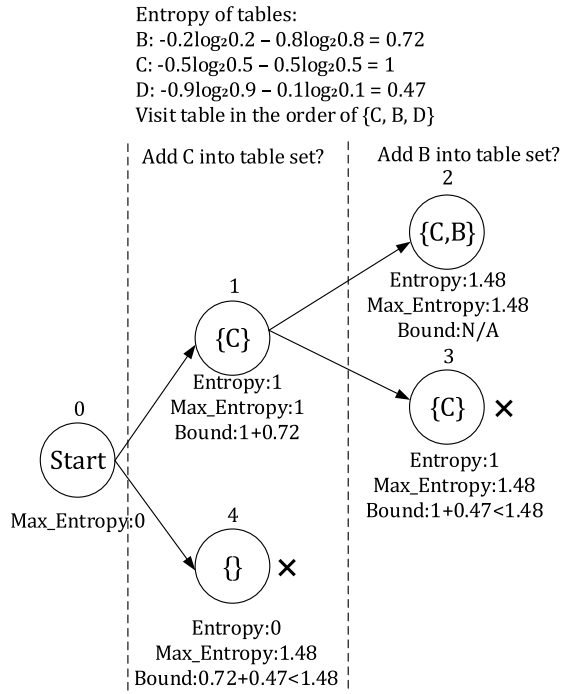 Entropy of tables:
B: -0.2log₂0.2 – 0.8log₂0.8 = 0.72
C: -0.5log₂0.5 – 0.5log₂0.5 = 1
D: -0.9log₂0.9 – 0.1log₂0.1 = 0.47
Visit table in the order of {C, B, D}
Add C into table set?
Add B into table set?
2
{C,B}
Entropy:1.48
Max_Entropy:1.48
Bound:N/A
1
{C}
Entropy:1
Max_Entropy:1
Bound:1+0.72
3
{C}
×
Entropy:1
Max_Entropy:1.48
Bound:1+0.47<1.48
0
Start
Max_Entropy:0
4
{}
×
Entropy:0
Max_Entropy:1.48
Bound:0.72+0.47<1.48